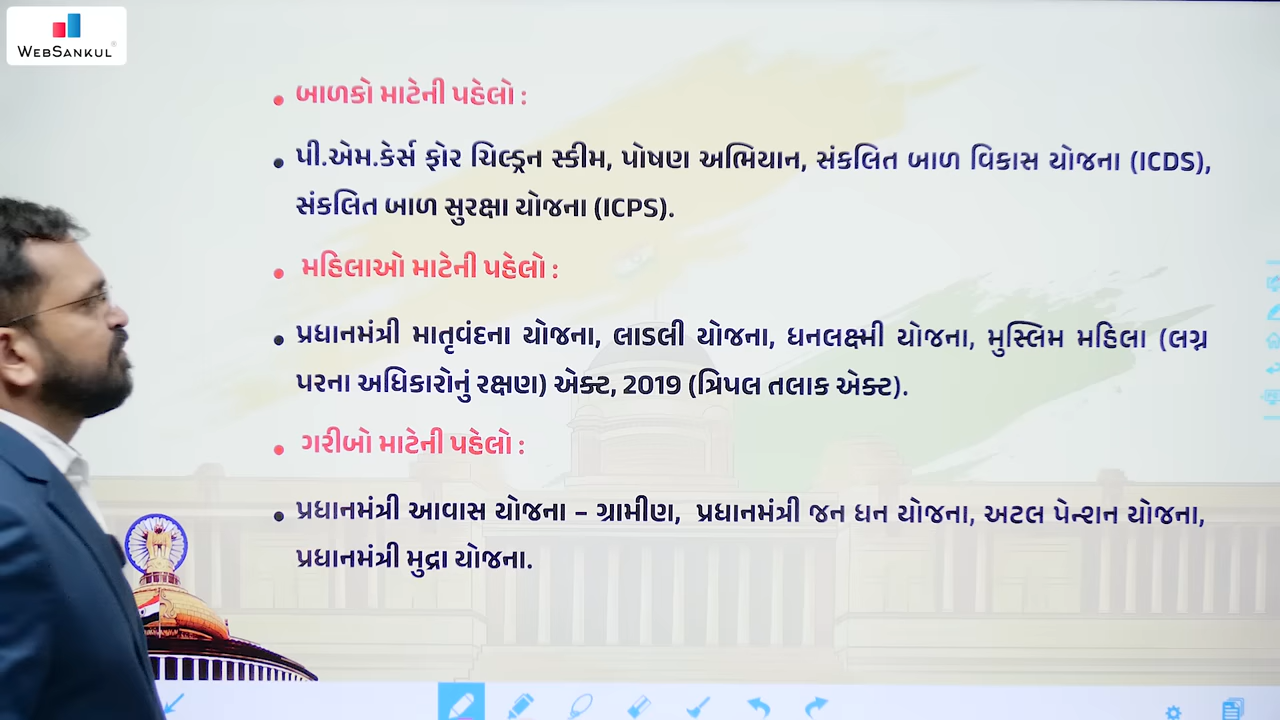 WEBSANKUL
બાળકો માટેની પહેલો :
પી.એમ.કેર્સ ફોર ચિલ્ડ્રન સ્કીમ, પોષણ અભિયાન, સંકલિત બાળ વિકાસ યોજના (ICDS),
સંકલિત બાળ સુરક્ષા યોજના (ICPS).
મહિલાઓ માટેની પહેલો :
પ્રધાનમંત્રી માતૃવંદના યોજના, લાડલી યોજના, ધનલક્ષ્મી યોજના, મુસ્લિમ મહિલા (લગ્ન
પરના અધિકારોનું રક્ષણ) એક્ટ, 2019 (ત્રિપલ તલાક એક્ટ).
ગરીબો માટેની પહેલો :
પ્રધાનમંત્રી આવાસ યોજના – ગ્રામીણ, પ્રધાનમંત્રી જન ધન યોજના, અટલ પેન્શન યોજના,
પ્રધાનમંત્રી મુદ્રા યોજના.